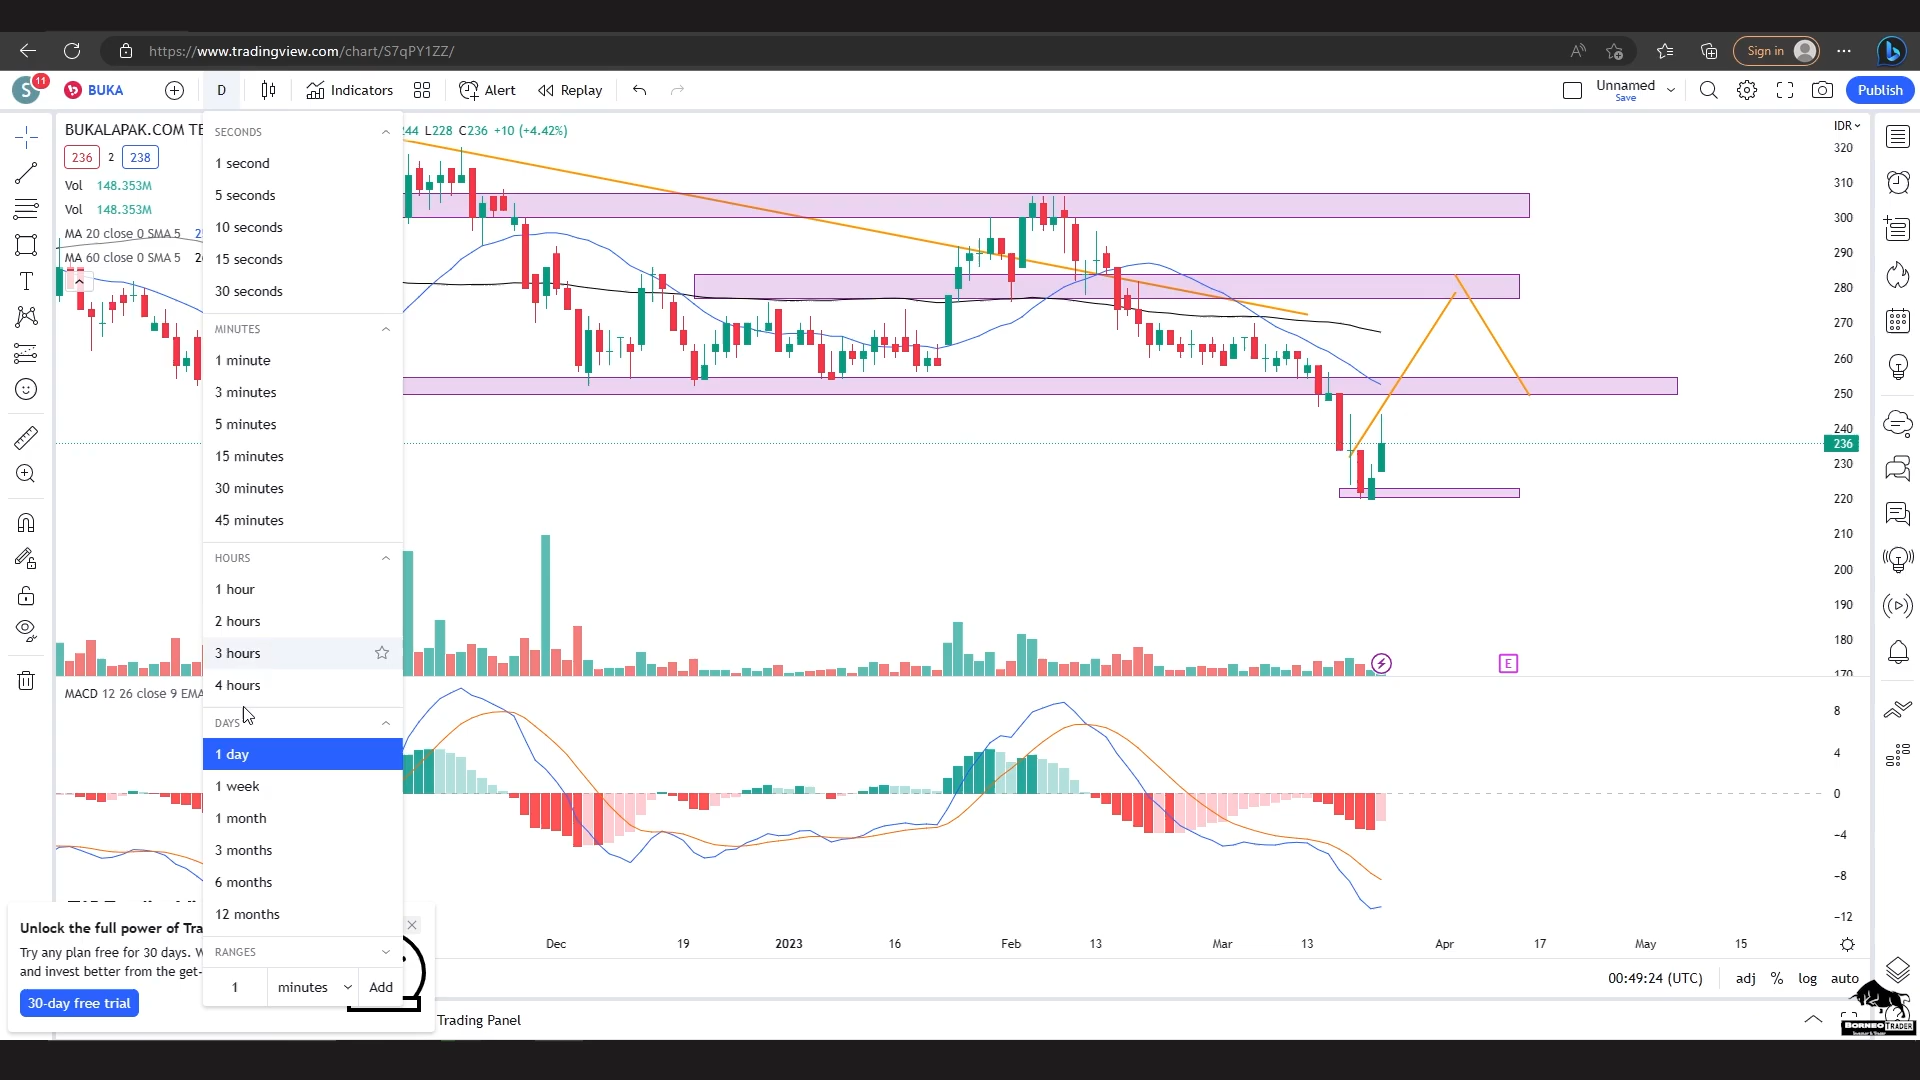 https://www.tradingview.com/chart/S7qPY1ZZ/
Sign in
S
11
BUKA
D
Indicators
Alert
Replay
Unnamed
Save
Publish
BUKALAPAK.COM TE
244 L228 C236 +10 (+4.42%)
236
2
238
Vol 148.353M
Vol 148.353M
MA 20 close 0 SMA 5
MA 60 close 0 SMA 5
SECONDS
1 second
5 seconds
10 seconds
15 seconds
30 seconds
MINUTES
1 minute
3 minutes
5 minutes
15 minutes
30 minutes
45 minutes
HOURS
1 hour
2 hours
3 hours
4 hours
DAYS
1 day
1 week
1 month
3 months
6 months
12 months
RANGES
1 minutes Add
IDR
320
310
300
290
280
270
260
250
240
236
230
220
210
200
190
180
170
E
MACD 12 26 close 9 EMA
8
4
0
−4
−8
−12
Dec 19 2023 16 Feb 13 Mar 13 Apr 17 May 15
00:49:24 (UTC)
adj % log auto
Unlock the full power of Tra
Try any plan free for 30 days. W
and invest better from the get-
30-day free trial
Trading Panel
BORNEO TRADER